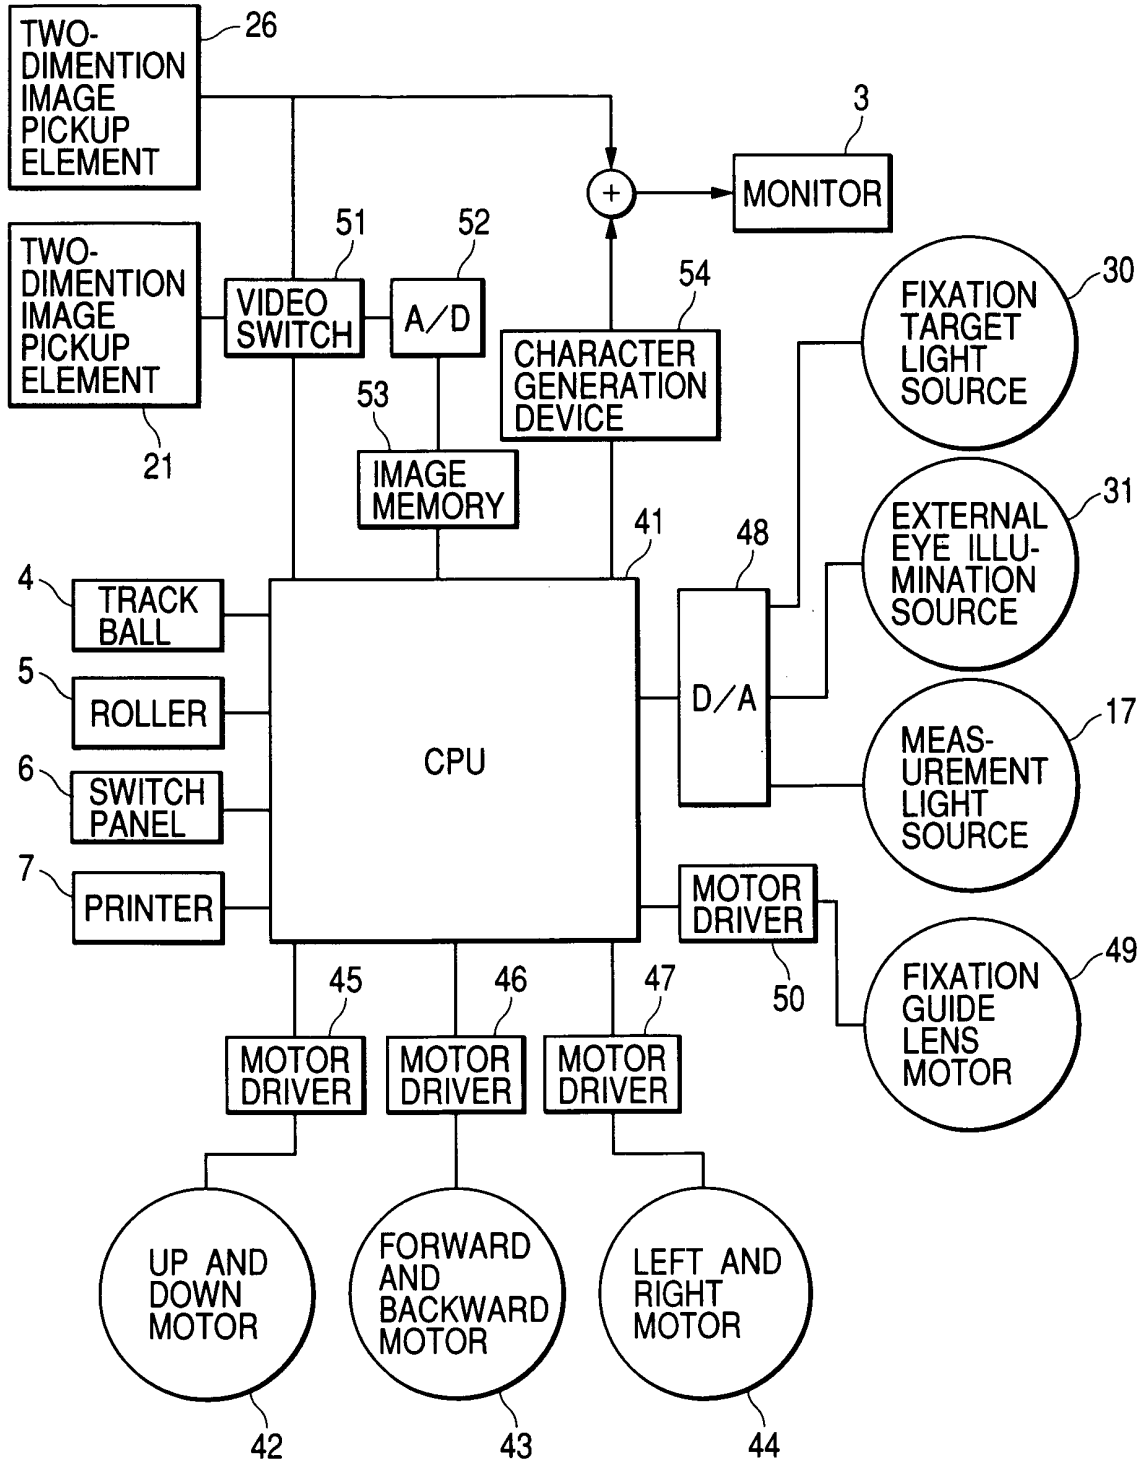 TWO-
DIMENTION
IMAGE
PICKUP
ELEMENT
26
3
+
MONITOR
TWO-
DIMENTION
IMAGE
PICKUP
ELEMENT
21
51
VIDEO
SWITCH
52
A/D
53
IMAGE
MEMORY
54
CHARACTER
GENERATION
DEVICE
30
FIXATION
TARGET
LIGHT
SOURCE
31
EXTERNAL
EYE ILLU-
MINATION
SOURCE
41
48
D/A
4
TRACK
BALL
5
ROLLER
6
SWITCH
PANEL
7
PRINTER
CPU
17
MEAS-
UREMENT
LIGHT
SOURCE
MOTOR
DRIVER
50
49
FIXATION
GUIDE
LENS
MOTOR
45
MOTOR
DRIVER
46
MOTOR
DRIVER
47
MOTOR
DRIVER
UP AND
DOWN
MOTOR
42
FORWARD
AND
BACKWARD
MOTOR
43
LEFT AND
RIGHT
MOTOR
44